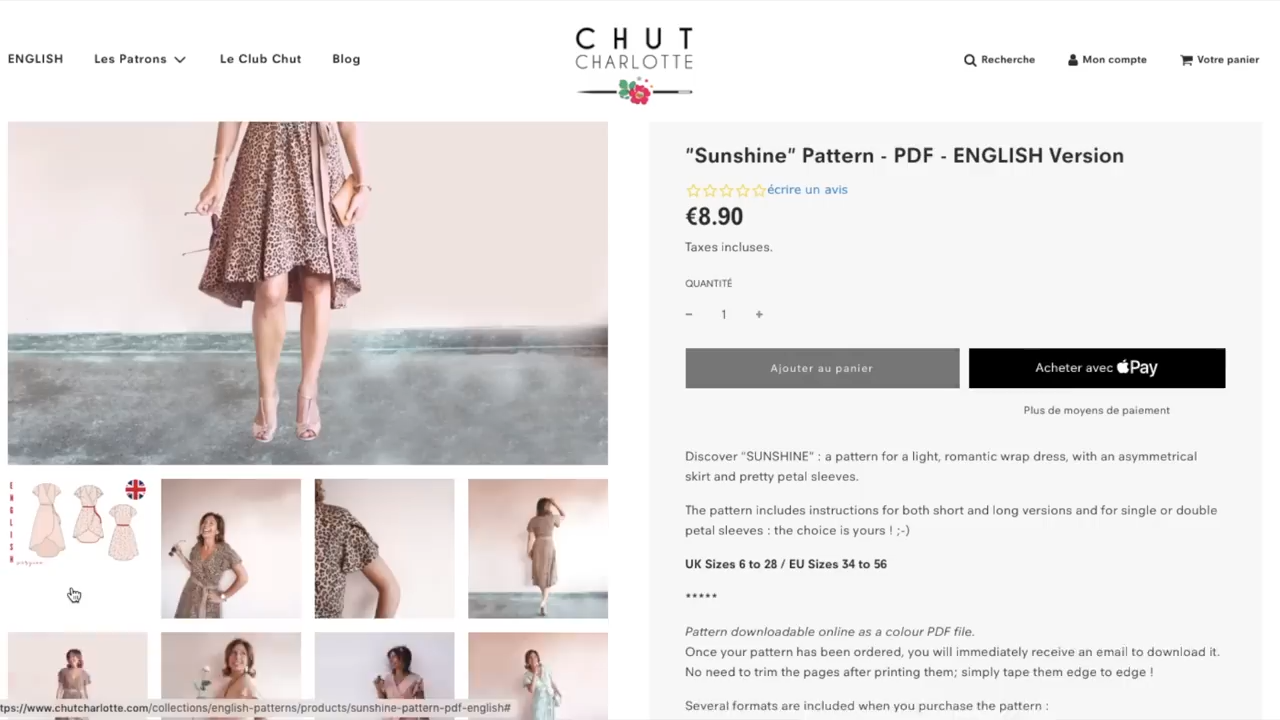 ENGLISH
Les Patrons
Le Club Chut
Blog
CHUT
CHARLOTTE
Recherche
Mon compte
Votre panier
"Sunshine" Pattern - PDF - ENGLISH Version
écrire un avis
€8.90
Taxes incluses.
QUANTITÉ
− 1 +
Ajouter au panier
Acheter avec Pay
Plus de moyens de paiement
Discover "SUNSHINE" : a pattern for a light, romantic wrap dress, with an asymmetrical
skirt and pretty petal sleeves.
The pattern includes instructions for both short and long versions and for single or double
petal sleeves : the choice is yours ! ;-)
UK Sizes 6 to 28 / EU Sizes 34 to 56
*****
Pattern downloadable online as a colour PDF file.
Once your pattern has been ordered, you will immediately receive an email to download it.
No need to trim the pages after printing them; simply tape them edge to edge !
Several formats are included when you purchase the pattern :
ENGLISH
version
tps://www.chutcharlotte.com/collections/english-patterns/products/sunshine-pattern-pdf-english#